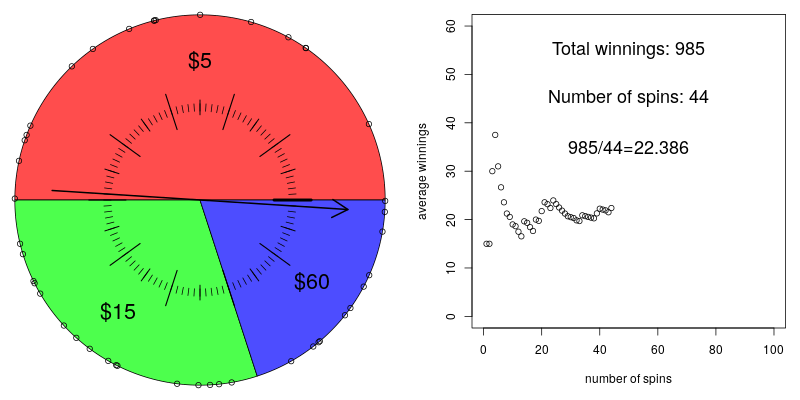 $5
$15
$60
Total winnings: 985
Number of spins: 44
985/44=22.386
average winnings
60
50
40
30
20
10
0
0 20 40 60 80 100
number of spins